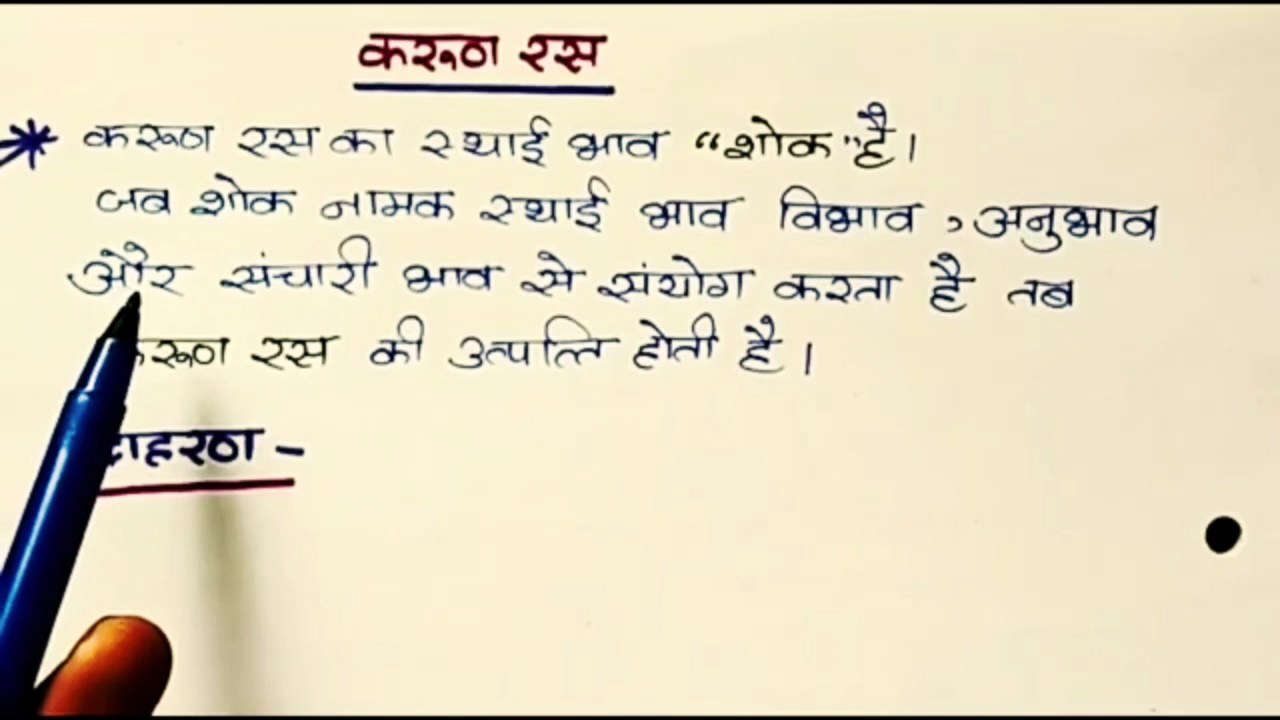 करूण रस
करूण रस का स्थाई भाव “शोक” है।
जब शोक नामक स्थाई भाव विभाव, अनुभाव
और संचारी भाव से संयोग करता है तब
रस की उत्पत्ति होती है।